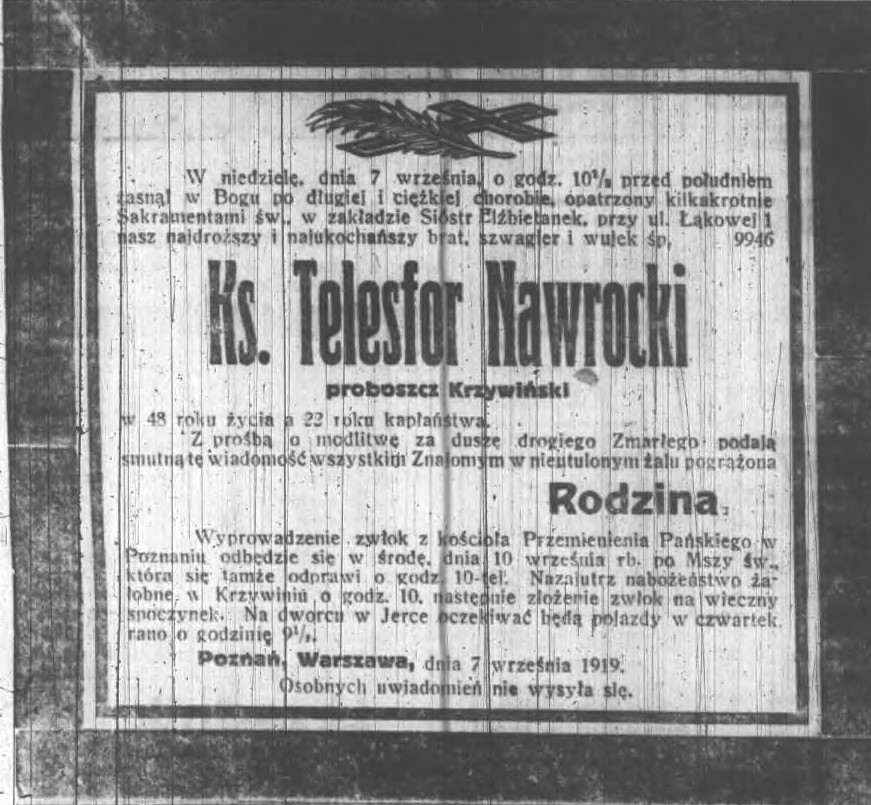 W niedzielę, dnia 7 września, o godz. 10½ przed południem
zasnął w Bogu po długiej i ciężkiej chorobie, opatrzony kilkakrotnie
Sakramentami św., w zakładzie Sióstr Elżbietanek, przy ul. Łąkowej 1
nasz najdroższy i najukochańszy brat, szwagier i wujek śp. 9946
Ks. Telesfor Nawrocki
proboszcz Krzywiński
w 48 roku życia a 22 roku kapłaństwa.
Z prośbą o modlitwę za duszę drogiego Zmarłego podają
smutną tę wiadomość wszystkim Znajomym w nieutulonym żalu pogrążona
Rodzina.
Wyprowadzenie zwłok z kościoła Przemienienia Pańskiego w
Poznaniu odbędzie się w środę, dnia 10 września rb. po Mszy św.,
która się tamże odprawi o godz. 10-tej. Nazajutrz nabożeństwo ża-
łobne w Krzywiniu o godz. 10, następnie złożenie zwłok na wieczny
spoczynek. Na dworcu w Jerce oczekiwać będą pojazdy w czwartek
rano o godzinie 9½.
Poznań, Warszawa, dnia 7 września 1919.
Osobnych uwiadomień nie wysyła się.